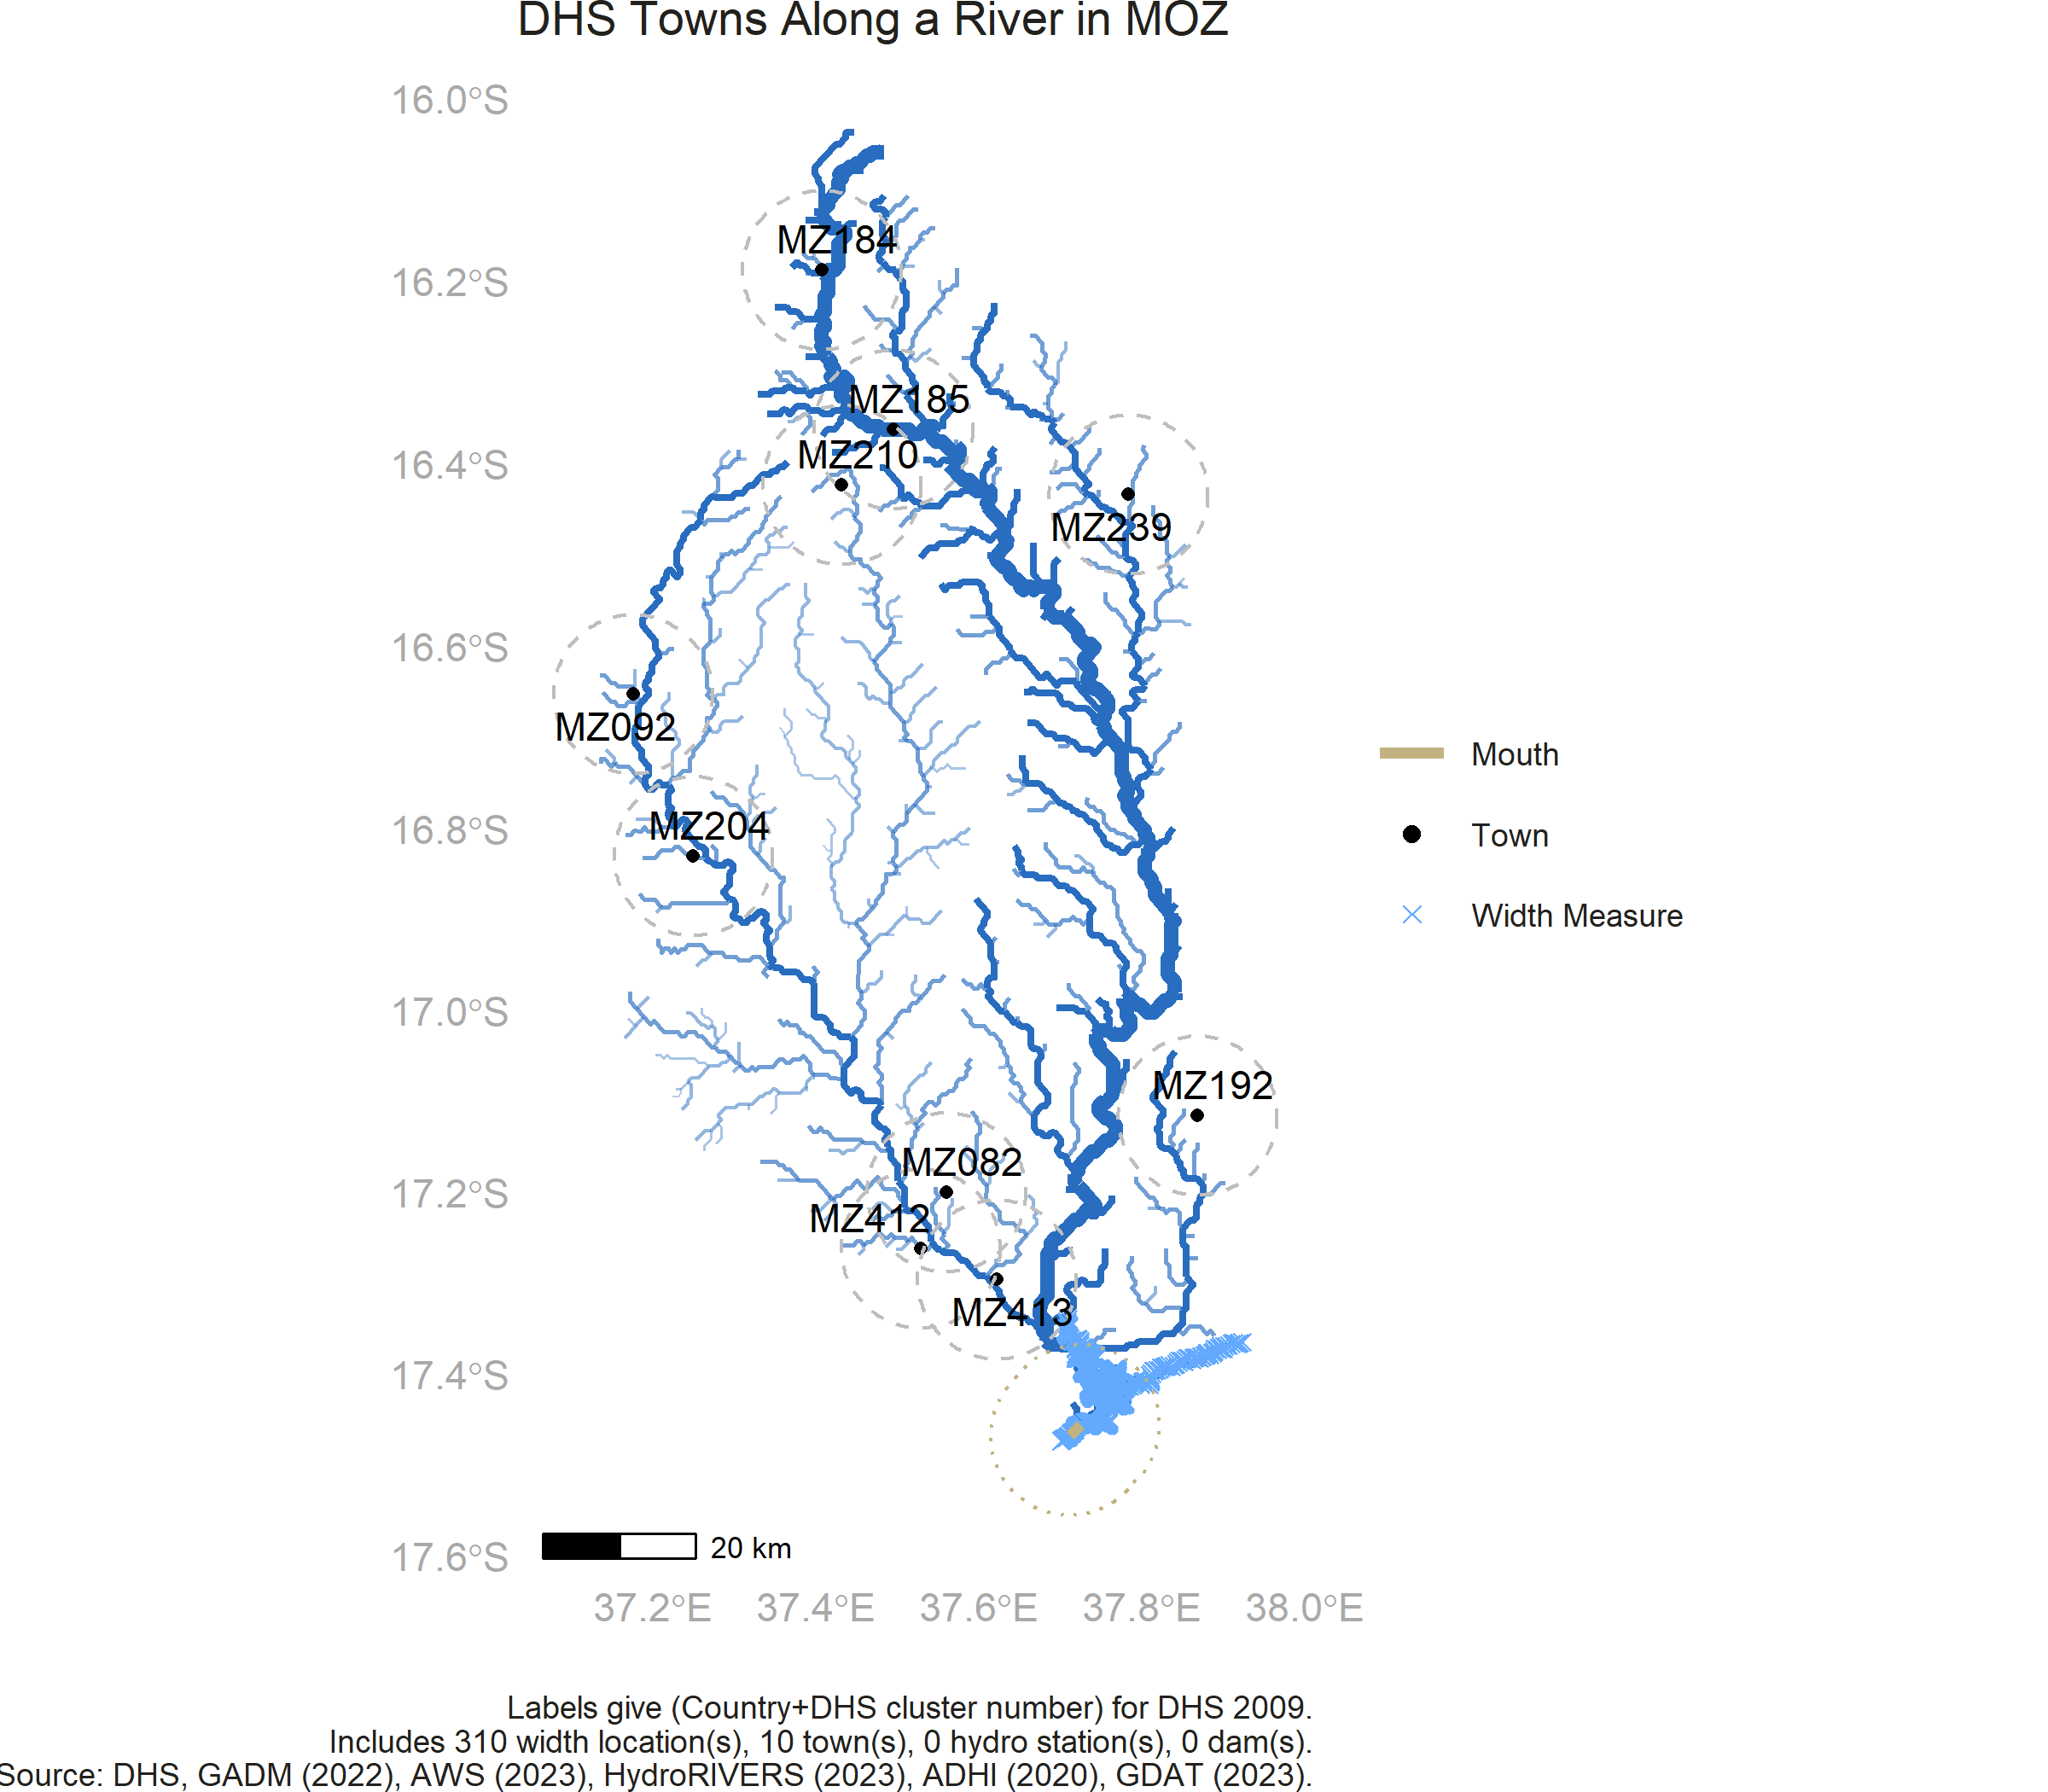 DHS Towns Along a River in MOZ
16.0°S
16.2°S
16.4°S
16.6°S
16.8°S
17.0°S
17.2°S
17.4°S
17.6°S
MZ184
MZ185
MZ210
MZ239
MZ092
MZ204
MZ192
MZ082
MZ412
MZ413
Mouth
Town
Width Measure
20 km
37.2°E 37.4°E 37.6°E 37.8°E 38.0°E
Labels give (Country+DHS cluster number) for DHS 2009.
Includes 310 width location(s), 10 town(s), 0 hydro station(s), 0 dam(s).
Source: DHS, GADM (2022), AWS (2023), HydroRIVERS (2023), ADHI (2020), GDAT (2023).